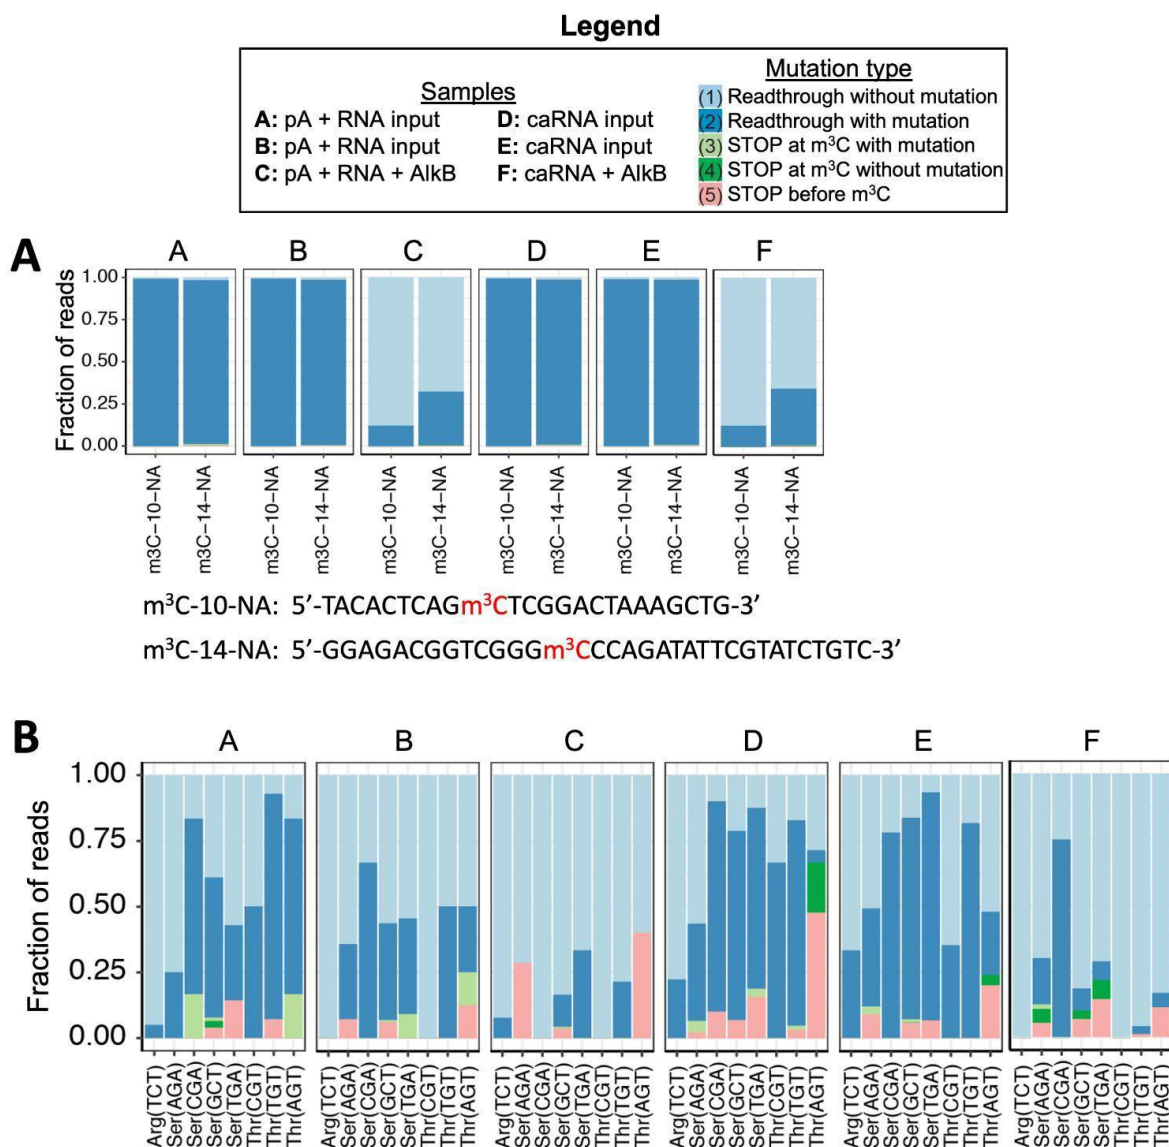 Legend
Samples
A: pA + RNA input
B: pA + RNA input
C: pA + RNA + AlkB
D: caRNA input
E: caRNA input
F: caRNA + AlkB
Mutation type
(1) Readthrough without mutation
(2) Readthrough with mutation
(3) STOP at m³C with mutation
(4) STOP at m³C without mutation
(5) STOP before m³C
A
A B C D E F
Fraction of reads
1.00
0.75
0.50
0.25
0.00
m3C-10-NA
m3C-14-NA
m3C-10-NA
m3C-14-NA
m3C-10-NA
m3C-14-NA
m3C-10-NA
m3C-14-NA
m3C-10-NA
m3C-14-NA
m3C-10-NA
m3C-14-NA
m³C-10-NA: 5’-TACACTCAGm³CTCGGACTAAAGCTG-3’
m³C-14-NA: 5’-GGAGACGGTCGGGm³CCCAGATATTCGTATCTGTC-3’
B
A B C D E F
Fraction of reads
1.00
0.75
0.50
0.25
0.00
Arg(TCT)
Ser(AGA)
Ser(CGA)
Ser(GCT)
Ser(TGA)
Thr(CGT)
Thr(TGT)
Thr(AGT)
Arg(TCT)
Ser(AGA)
Ser(CGA)
Ser(GCT)
Ser(TGA)
Thr(CGT)
Thr(TGT)
Thr(AGT)
Arg(TCT)
Ser(AGA)
Ser(CGA)
Ser(GCT)
Ser(TGA)
Thr(CGT)
Thr(TGT)
Thr(AGT)
Arg(TCT)
Ser(AGA)
Ser(CGA)
Ser(GCT)
Ser(TGA)
Thr(CGT)
Thr(TGT)
Thr(AGT)
Arg(TCT)
Ser(AGA)
Ser(CGA)
Ser(GCT)
Ser(TGA)
Thr(CGT)
Thr(TGT)
Thr(AGT)
Arg(TCT)
Ser(AGA)
Ser(CGA)
Ser(GCT)
Ser(TGA)
Thr(CGT)
Thr(TGT)
Thr(AGT)